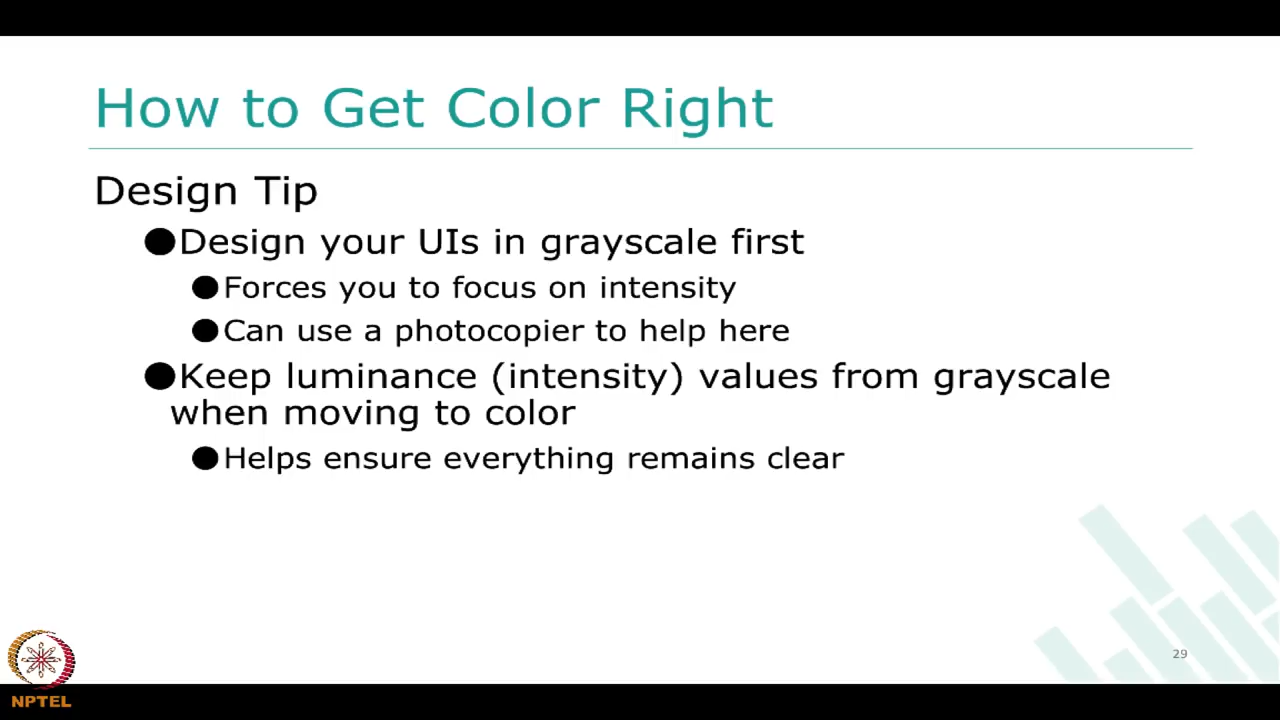 How to Get Color Right
Design Tip
●Design your UIs in grayscale first
●Forces you to focus on intensity
●Can use a photocopier to help here
●Keep luminance (intensity) values from grayscale
when moving to color
●Helps ensure everything remains clear
29
NPTEL